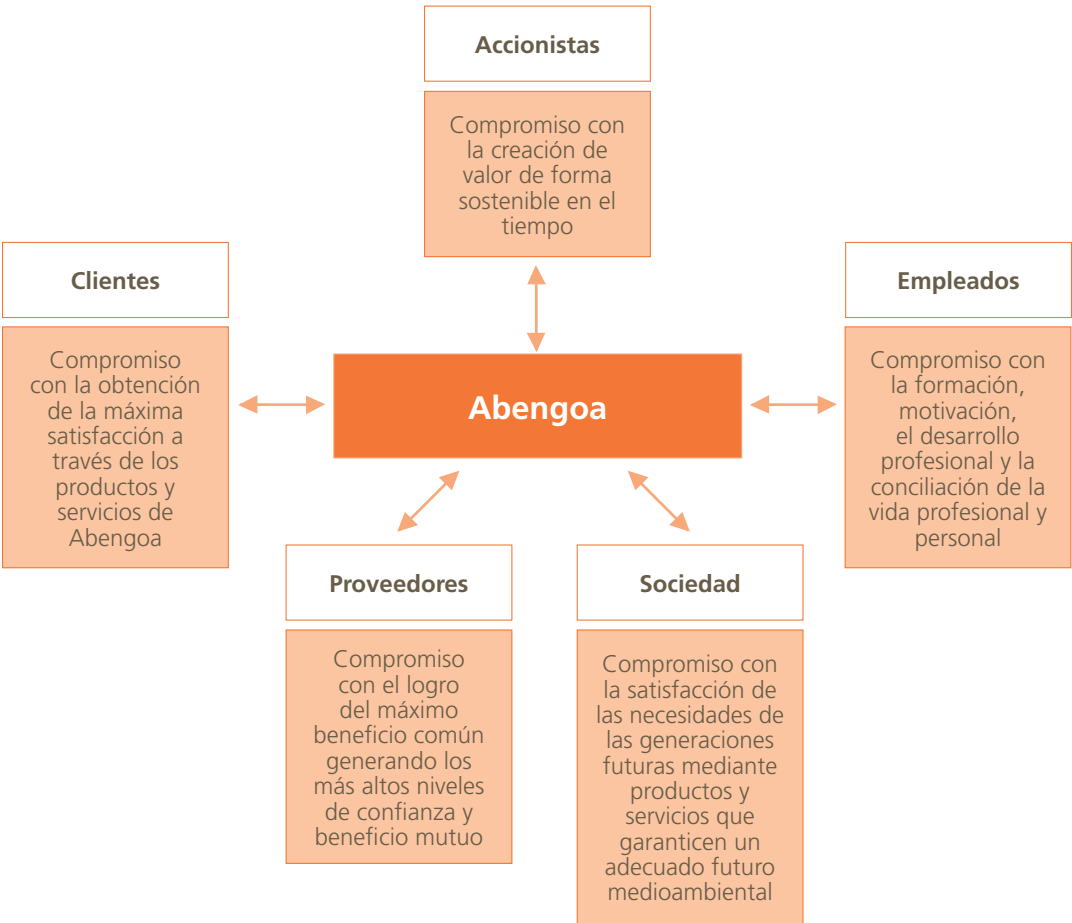 Accionistas
Compromiso con
la creación de
valor de forma
sostenible en el
tiempo
Clientes
Compromiso
con la obtención
de la máxima
satisfacción a
través de los
productos y
servicios de
Abengoa
Abengoa
Empleados
Compromiso con
la formación,
motivación,
el desarrollo
profesional y la
conciliación de la
vida profesional y
personal
Proveedores
Compromiso
con el logro
del máximo
beneficio común
generando los
más altos niveles
de confianza y
beneficio mutuo
Sociedad
Compromiso con
la satisfacción de
las necesidades de
las generaciones
futuras mediante
productos y
servicios que
garanticen un
adecuado futuro
medioambiental